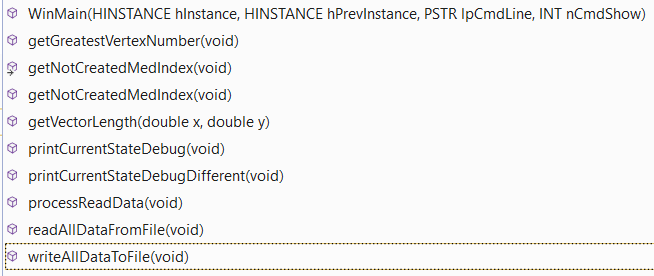 WinMain(HINSTANCE hInstance, HINSTANCE hPrevInstance, PSTR lpCmdLine, INT nCmdShow)
getGreatestVertexNumber(void)
getNotCreatedMedIndex(void)
getNotCreatedMedIndex(void)
getVectorLength(double x, double y)
printCurrentStateDebug(void)
printCurrentStateDebugDifferent(void)
processReadData(void)
readAllDataFromFile(void)
writeAllDataToFile(void)